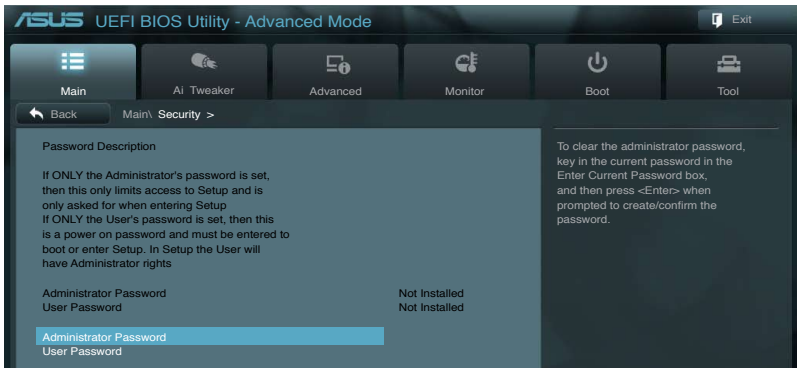 ASUS UEFI BIOS Utility - Advanced Mode
Exit
Main
Ai Tweaker
Advanced
Monitor
Boot
Tool
Back
Main\ Security >
Password Description
If ONLY the Administrator's password is set,
then this only limits access to Setup and is
only asked for when entering Setup
If ONLY the User's password is set, then this
is a power on password and must be entered to
boot or enter Setup. In Setup the User will
have Administrator rights
Administrator Password Not Installed
User Password Not Installed
Administrator Password
User Password
To clear the administrator password,
key in the current password in the
Enter Current Password box,
and then press <Enter> when
prompted to create/confirm the
password.